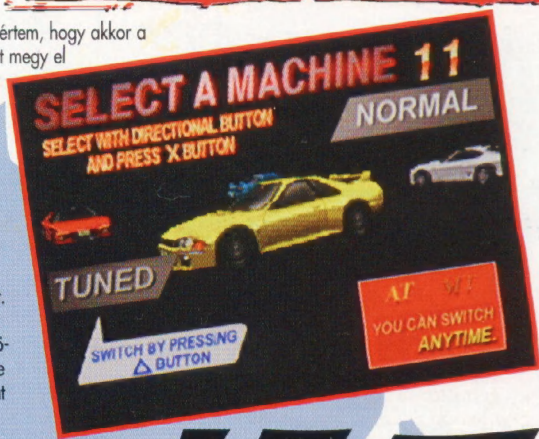 értem, hogy akkor a
t megy el
SELECT A MACHINE 11
SELECT WITH DIRECTIONAL BUTTON
AND PRESS X BUTTON
NORMAL
TUNED
SWITCH BY PRESSING
△ BUTTON
AT MT
YOU CAN SWITCH
ANYTIME.